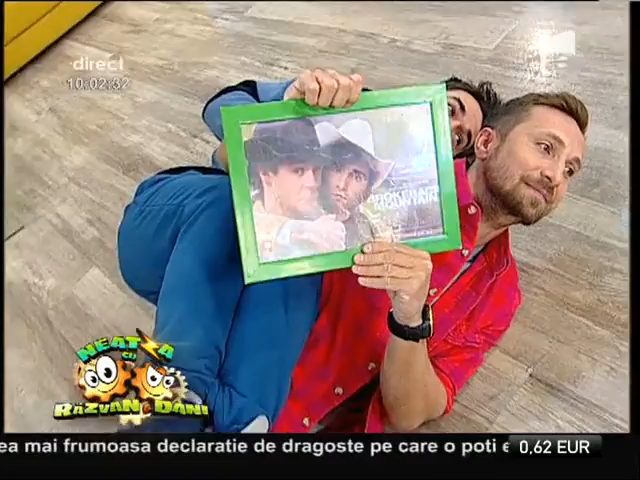 direct
10:02:32
BROKEBACK
MOUNTAIN
NEATZA
CU
RĂZVAN & DANI
ea mai frumoasa declaratie de dragoste pe care o poti
0,62 EUR